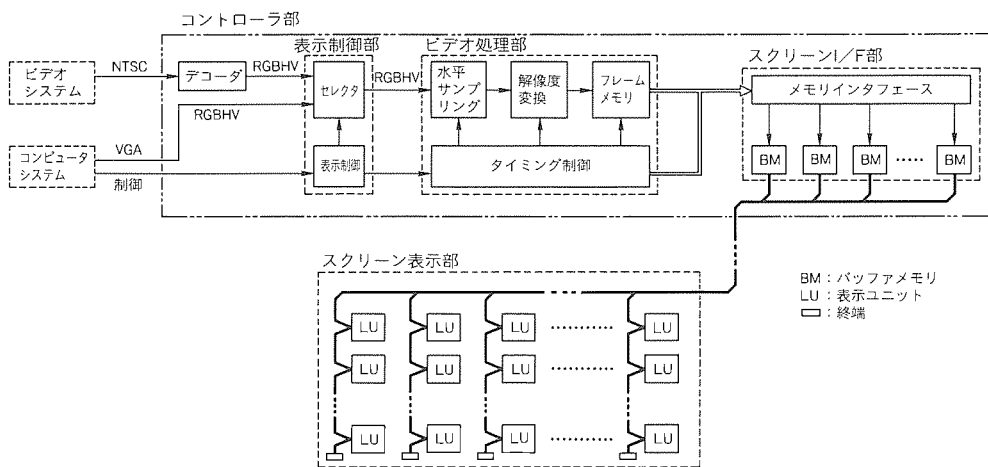 コントローラ部
表示制御部
ビデオ処理部
スクリーンI/F部
ビデオ
システム
NTSC
デコーダ
RGBHV
セレクタ
RGBHV
水平
サンプ
リング
解像度
変換
フレーム
メモリ
メモリインタフェース
RGBHV
コンピュータ
システム
VGA
制御
表示制御
タイミング制御
BM
BM
BM
.....
BM
スクリーン表示部
BM：バッファメモリ
LU：表示ユニット
：終端
LU
LU
LU
............
LU
LU
LU
LU
............
LU
LU
LU
LU
............
LU